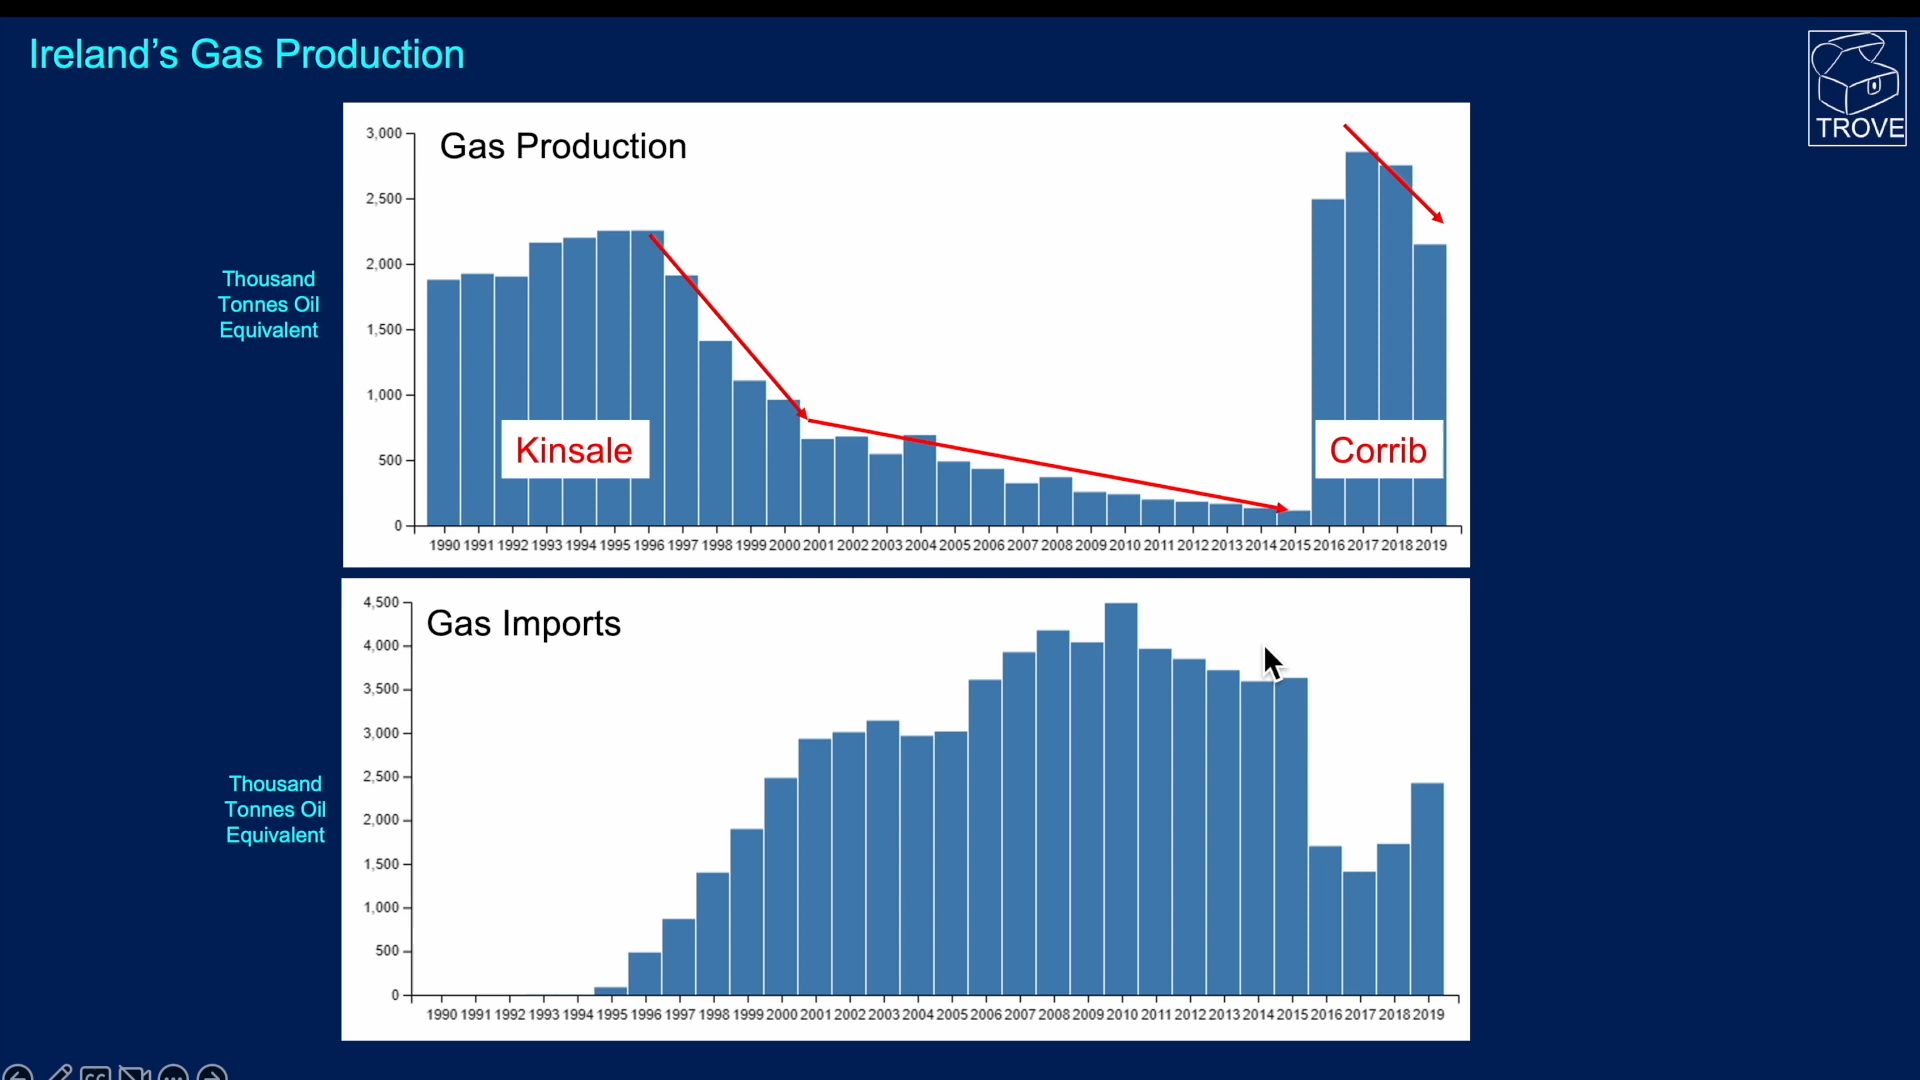 Ireland's Gas Production
TROVE
Gas Production
3,000
2,500
2,000
1,500
1,000
500
0
Thousand
Tonnes Oil
Equivalent
Kinsale
Corrib
1990 1991 1992 1993 1994 1995 1996 1997 1998 1999 2000 2001 2002 2003 2004 2005 2006 2007 2008 2009 2010 2011 2012 2013 2014 2015 2016 2017 2018 2019
Gas Imports
4,500
4,000
3,500
3,000
2,500
2,000
1,500
1,000
500
0
Thousand
Tonnes Oil
Equivalent
1990 1991 1992 1993 1994 1995 1996 1997 1998 1999 2000 2001 2002 2003 2004 2005 2006 2007 2008 2009 2010 2011 2012 2013 2014 2015 2016 2017 2018 2019
CC